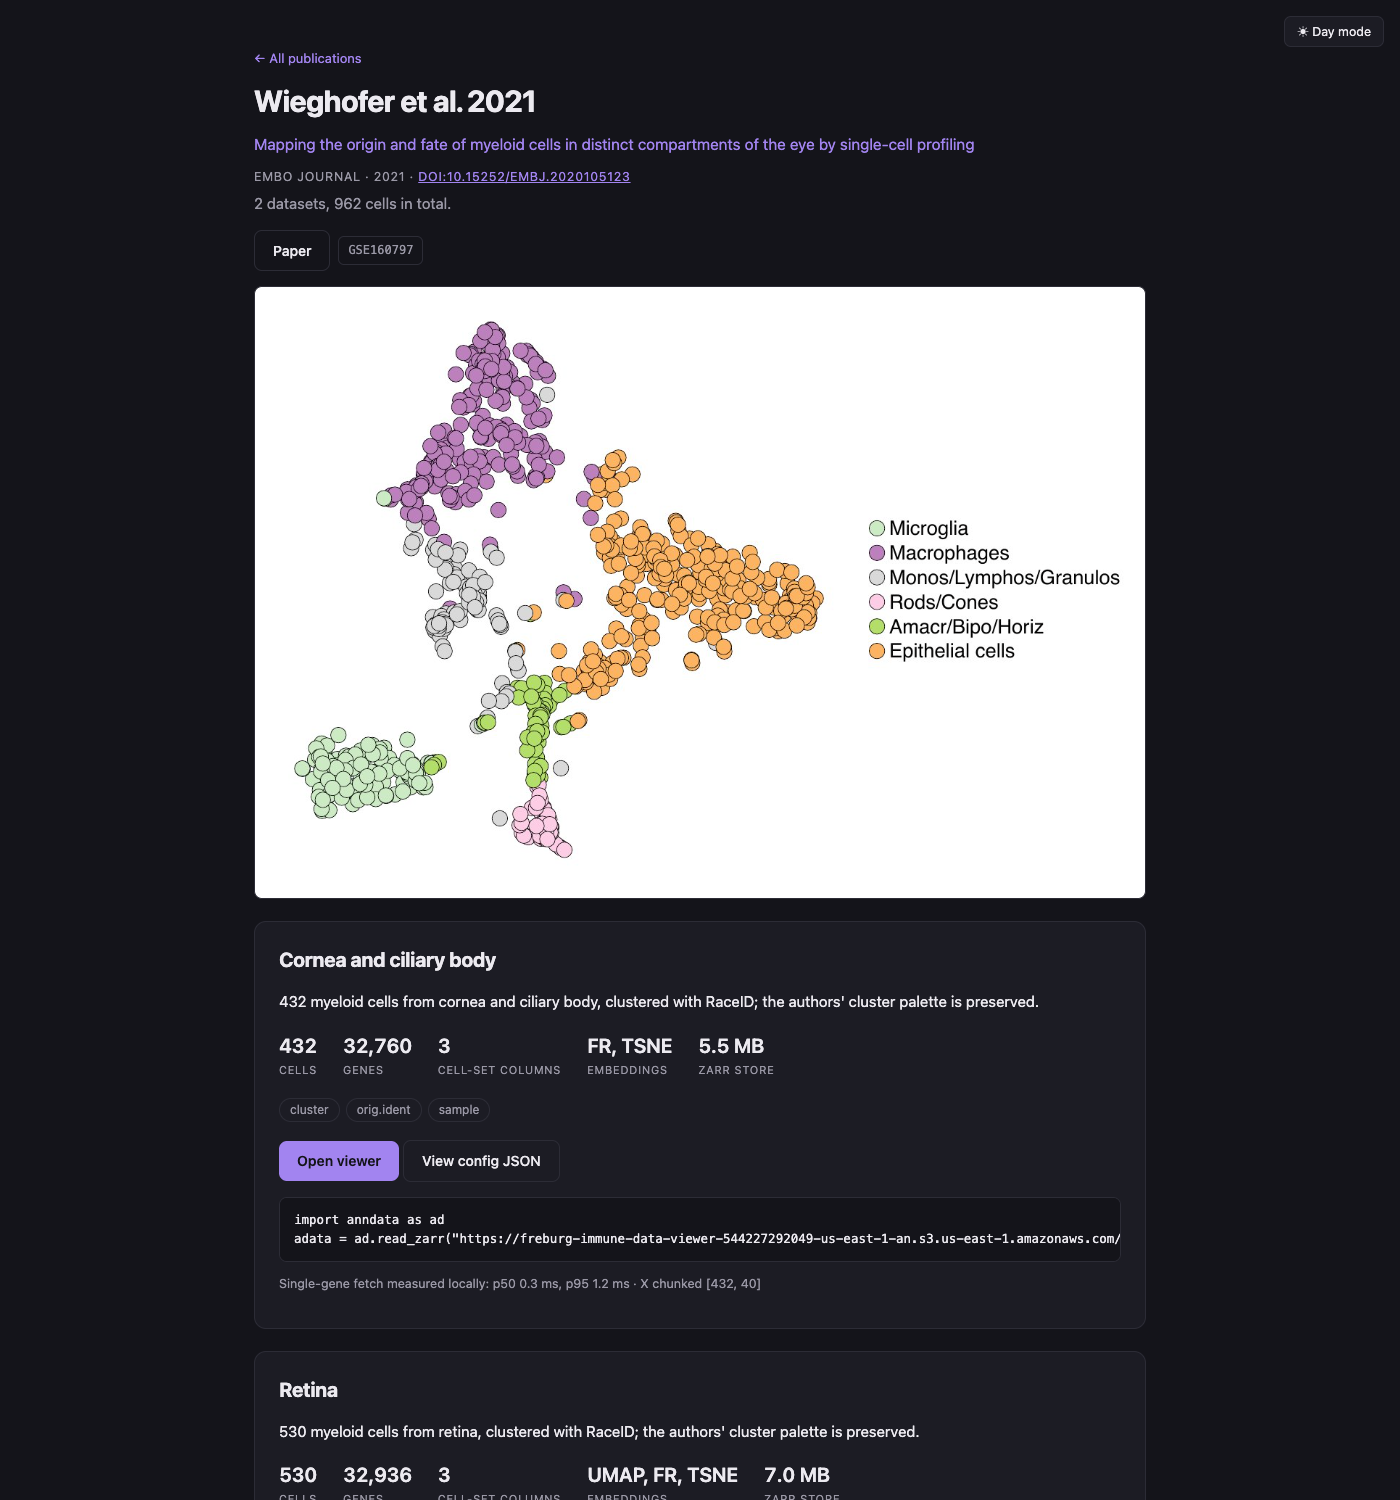 ☀ Day mode
← All publications
Wieghofer et al. 2021
Mapping the origin and fate of myeloid cells in distinct compartments of the eye by single-cell profiling
EMBO JOURNAL · 2021 · DOI:10.15252/EMBJ.2020105123
2 datasets, 962 cells in total.
Paper
GSE160797
Microglia
Macrophages
Monos/Lymphos/Granulos
Rods/Cones
Amacr/Bipo/Horiz
Epithelial cells
Cornea and ciliary body
432 myeloid cells from cornea and ciliary body, clustered with RaceID; the authors' cluster palette is preserved.
432 32,760 3 FR, TSNE 5.5 MB
CELLS GENES CELL-SET COLUMNS EMBEDDINGS ZARR STORE
cluster orig.ident sample
Open viewer View config JSON
import anndata as ad
adata = ad.read_zarr("https://freburg-immune-data-viewer-544227292049-us-east-1-an.s3.us-east-1.amazonaws.com/
Single-gene fetch measured locally: p50 0.3 ms, p95 1.2 ms · X chunked [432, 40]
Retina
530 myeloid cells from retina, clustered with RaceID; the authors' cluster palette is preserved.
530 32,936 3 UMAP, FR, TSNE 7.0 MB
CELLS GENES CELL-SET COLUMNS EMBEDDINGS ZARR STORE